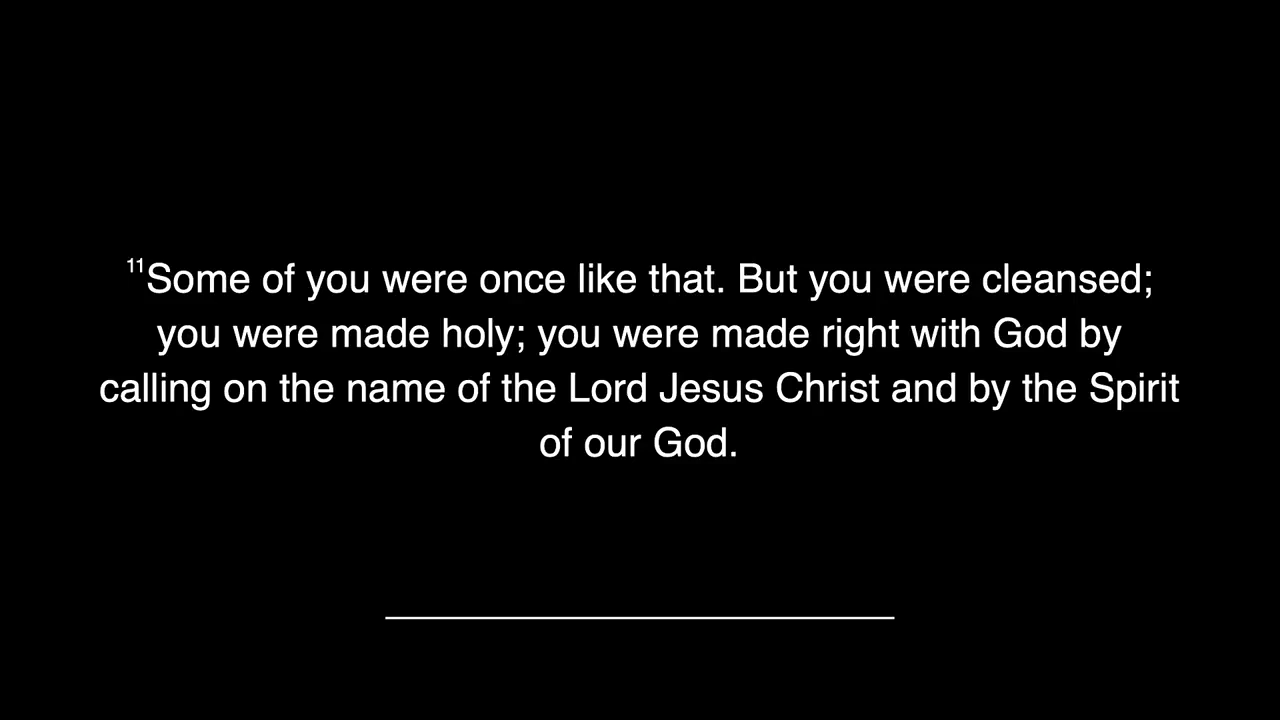 11Some of you were once like that. But you were cleansed;
you were made holy; you were made right with God by
calling on the name of the Lord Jesus Christ and by the Spirit
of our God.